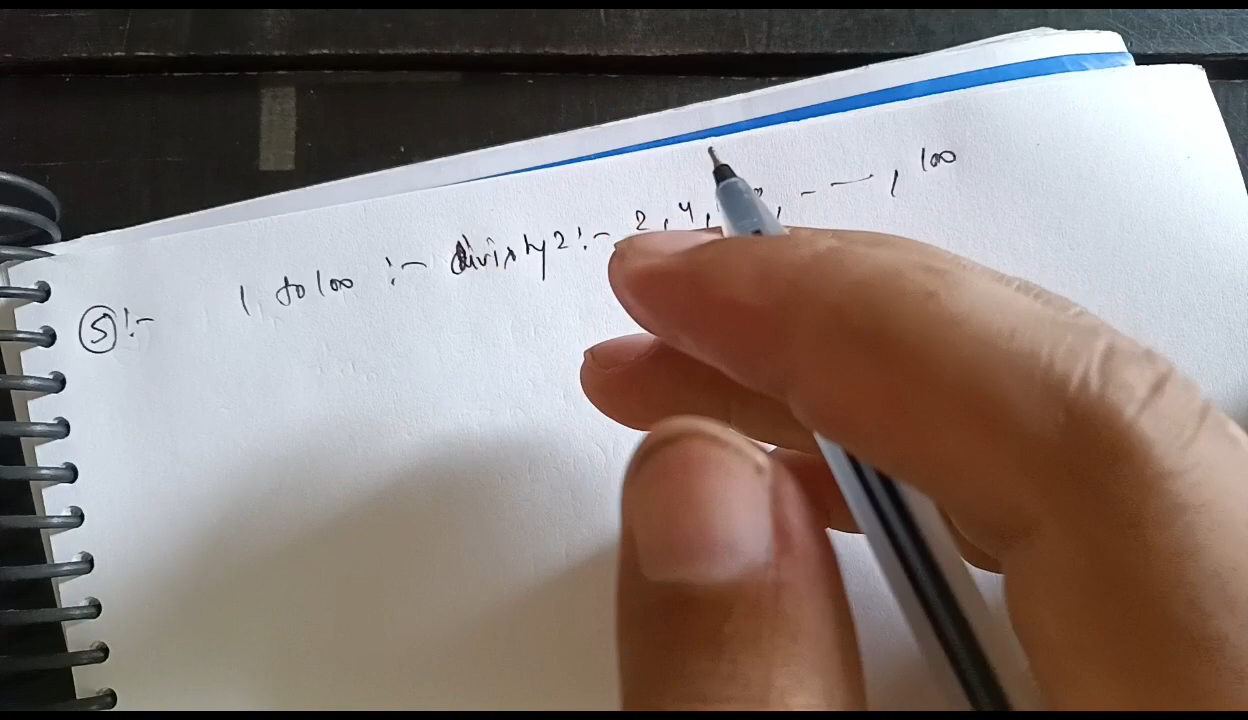 ⑤:- 1 to 100 :- divisby 2:- 2, 4, , - - , 100